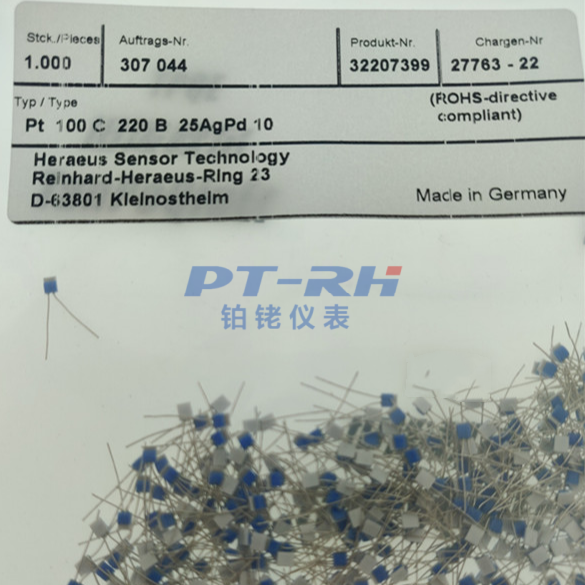 Stck./Pieces Auftrags-Nr. Produkt-Nr. Chargen-Nr
1.000 307 044 32207399 27763 - 22
Typ / Type (ROHS-directive
compliant)
Pt 100 C 220 B 25AgPd 10
Heraeus Sensor Technology
Reinhard-Heraeus-Ring 23
D-63801 Kleinostheim Made in Germany
PT-RH
铂铑仪表